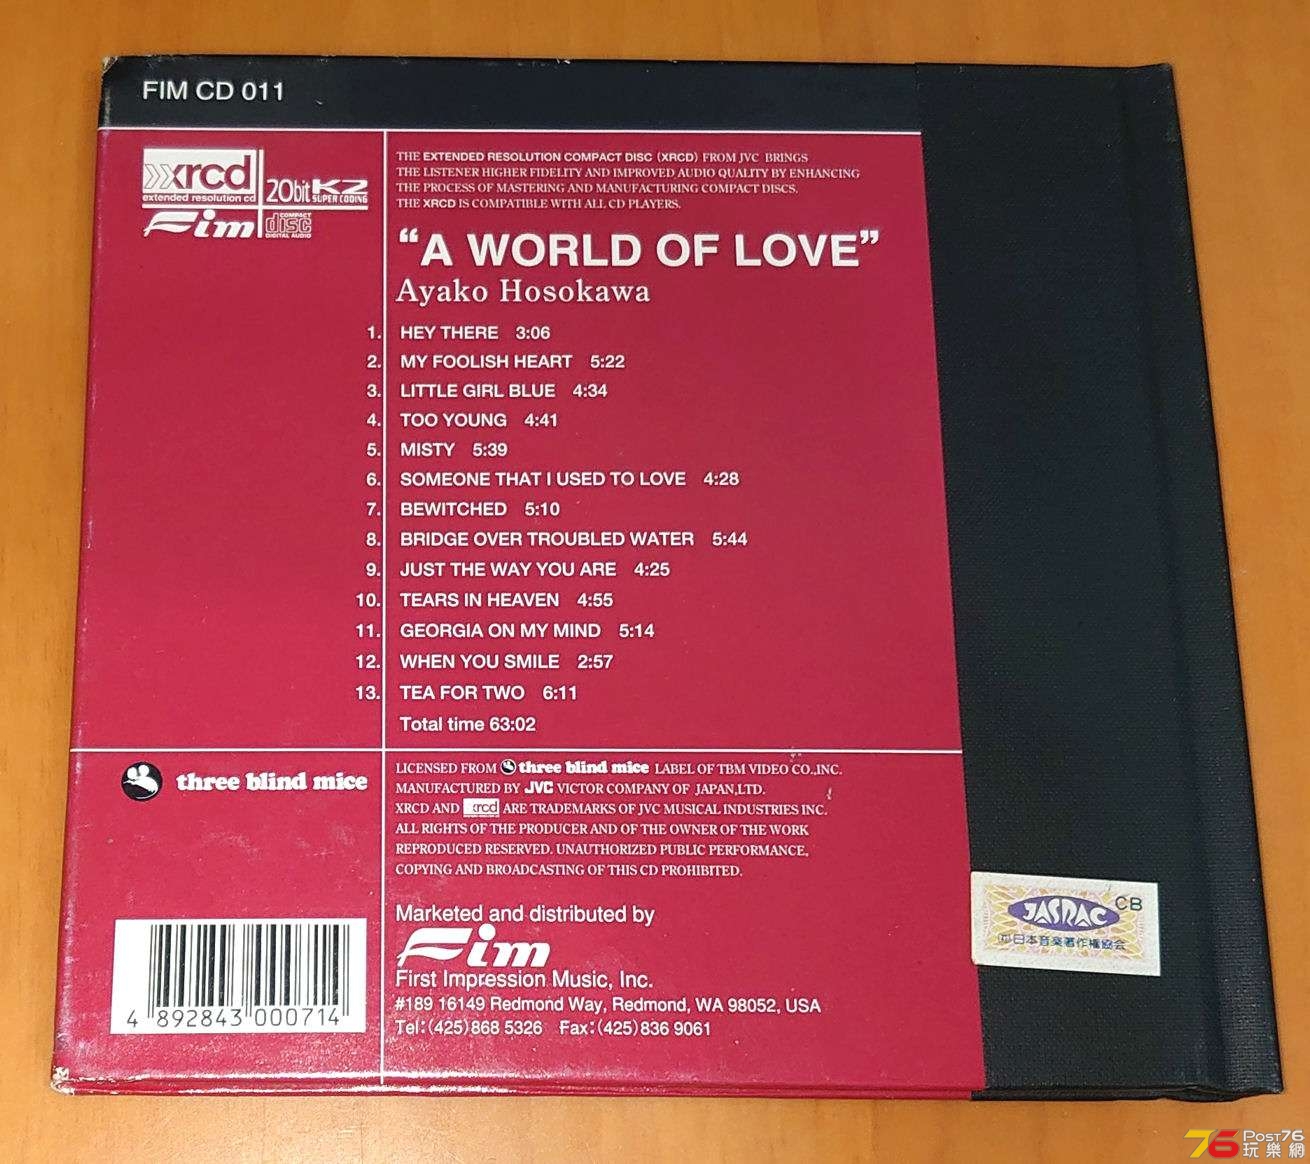 FIM CD 011
xrcd
extended resolution cd
20bit K2
SUPER CODING
Fim
COMPACT
disc
DIGITAL AUDIO
THE EXTENDED RESOLUTION COMPACT DISC (XRCD) FROM JVC BRINGS
THE LISTENER HIGHER FIDELITY AND IMPROVED AUDIO QUALITY BY ENHANCING
THE PROCESS OF MASTERING AND MANUFACTURING COMPACT DISCS.
THE XRCD IS COMPATIBLE WITH ALL CD PLAYERS.
“A WORLD OF LOVE”
Ayako Hosokawa
1. HEY THERE 3:06
2. MY FOOLISH HEART 5:22
3. LITTLE GIRL BLUE 4:34
4. TOO YOUNG 4:41
5. MISTY 5:39
6. SOMEONE THAT I USED TO LOVE 4:28
7. BEWITCHED 5:10
8. BRIDGE OVER TROUBLED WATER 5:44
9. JUST THE WAY YOU ARE 4:25
10. TEARS IN HEAVEN 4:55
11. GEORGIA ON MY MIND 5:14
12. WHEN YOU SMILE 2:57
13. TEA FOR TWO 6:11
Total time 63:02
three blind mice
LICENSED FROM three blind mice LABEL OF TBM VIDEO CO.,INC.
MANUFACTURED BY JVC VICTOR COMPANY OF JAPAN,LTD.
XRCD AND xrcd ARE TRADEMARKS OF JVC MUSICAL INDUSTRIES INC.
ALL RIGHTS OF THE PRODUCER AND OF THE OWNER OF THE WORK
REPRODUCED RESERVED. UNAUTHORIZED PUBLIC PERFORMANCE,
COPYING AND BROADCASTING OF THIS CD PROHIBITED.
Marketed and distributed by
Fim
First Impression Music, Inc.
#189 16149 Redmond Way, Redmond, WA 98052, USA
Tel:(425)868 5326 Fax:(425)836 9061
4 892843 000714
JASRAC CB
㈳日本音楽著作権協会
76 Post76
玩樂網